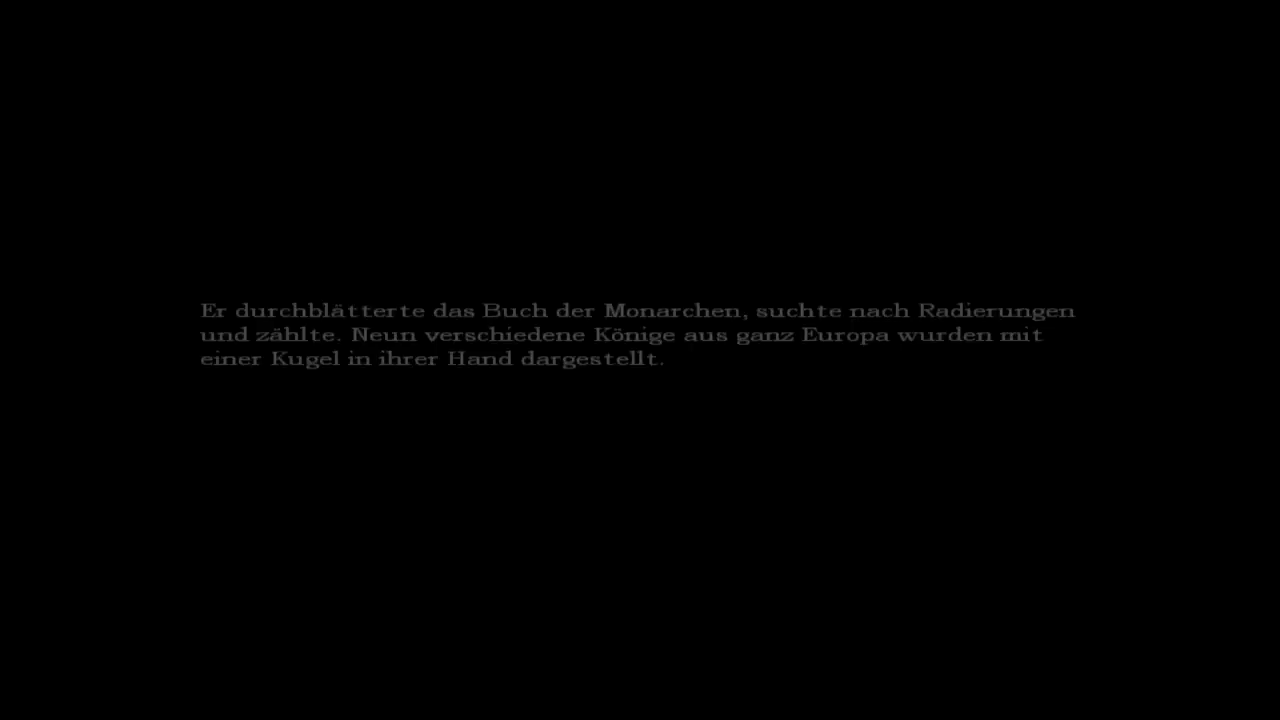 Er durchblätterte das Buch der Monarchen, suchte nach Radierungen
und zählte. Neun verschiedene Könige aus ganz Europa wurden mit
einer Kugel in ihrer Hand dargestellt.